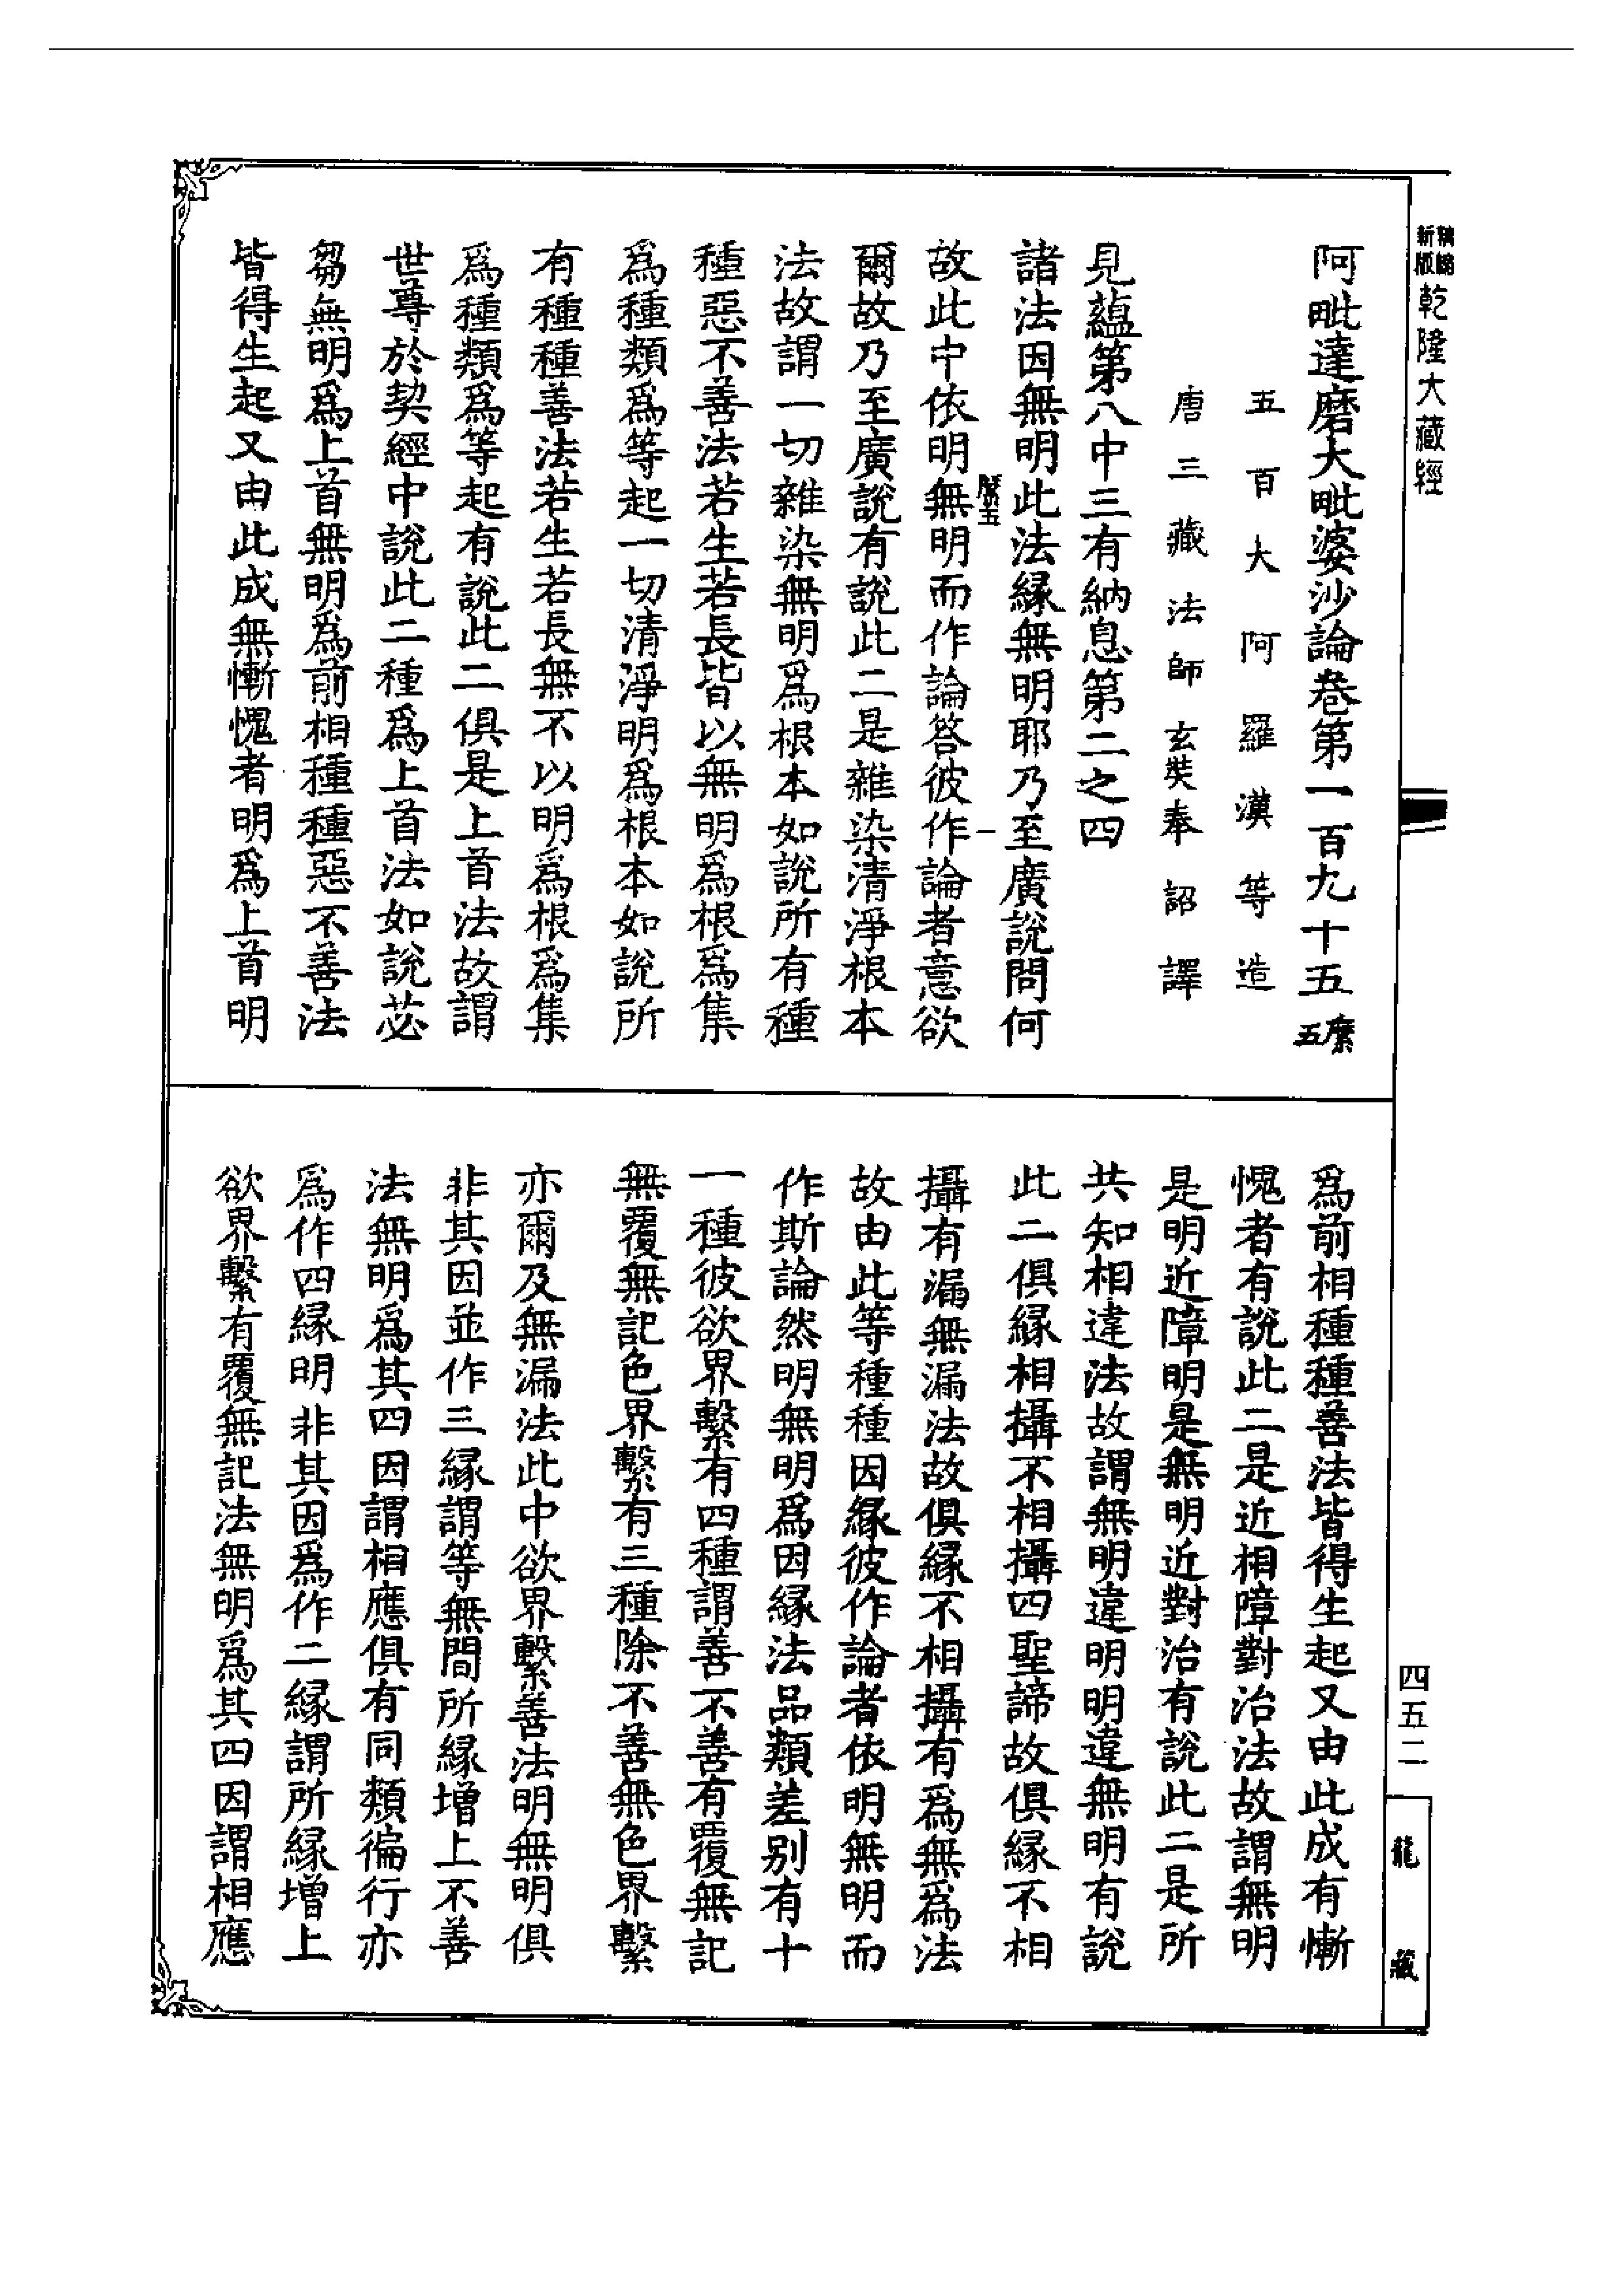 新版
乾隆大藏經
阿毗達磨大毗婆沙論卷第一百九十五 縻五
五百大阿羅漢等造
唐三藏法師玄奘奉詔譯
見蘊第八中三有納息第二之四
諸法因無明此法緣無明耶乃至廣說問何
故此中依明無明而作論答彼作論者意欲
爾故乃至廣說有說此二是雜染清淨根本
法故謂一切雜染無明爲根本如說所有種
種惡不善法若生若長皆以無明爲根爲集
爲種類爲等起一切清淨明爲根本如說所
有種種善法若生若長無不以明爲根爲集
爲種類爲等起有說此二俱是上首法故謂
世尊於契經中說此二種爲上首法如說苾
芻無明爲上首無明爲前相種種惡不善法
皆得生起又由此成無慚愧者明爲上首明
爲前相種種善法皆得生起又由此成有慚
愧者有說此二是近相障對治法故謂無明
是明近障明是無明近對治有說此二是所
共知相違法故謂無明違明明違無明有說
此二俱緣相攝不相攝四聖諦故俱緣不相
攝有漏無漏法故俱緣不相攝有爲無爲法
故由此等種種因緣彼作論者依明無明而
作斯論然明無明爲因緣法品類差别有十
一種彼欲界繫有四種謂善不善有覆無記
無覆無記色界繫有三種除不善無色界繫
亦爾及無漏法此中欲界繫善法明無明俱
非其因並作三緣謂等無間所緣增上不善
法無明爲其四因謂相應俱有同類徧行亦
爲作四緣明非其因爲作二緣謂所緣增上
欲界繫有覆無記法無明爲其四因謂相應
四五二
龍藏